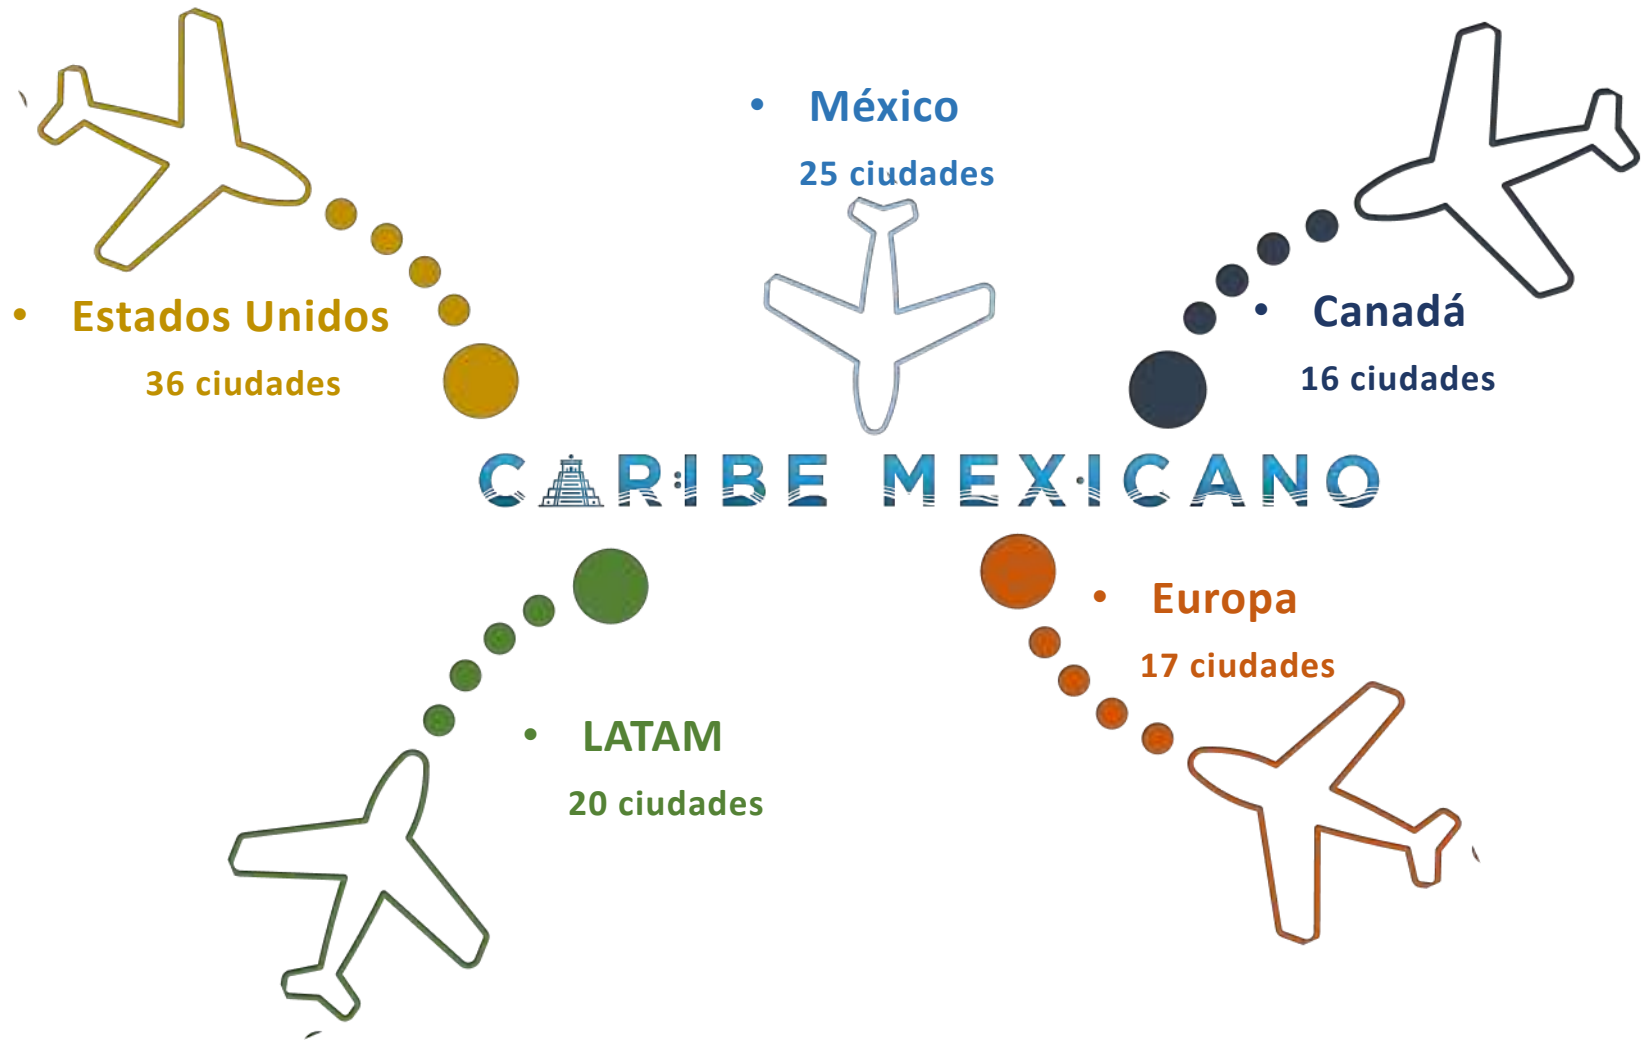 • México
25 ciudades
• Estados Unidos
36 ciudades
• Canadá
16 ciudades
CARIBE MEXICANO
• Europa
17 ciudades
• LATAM
20 ciudades